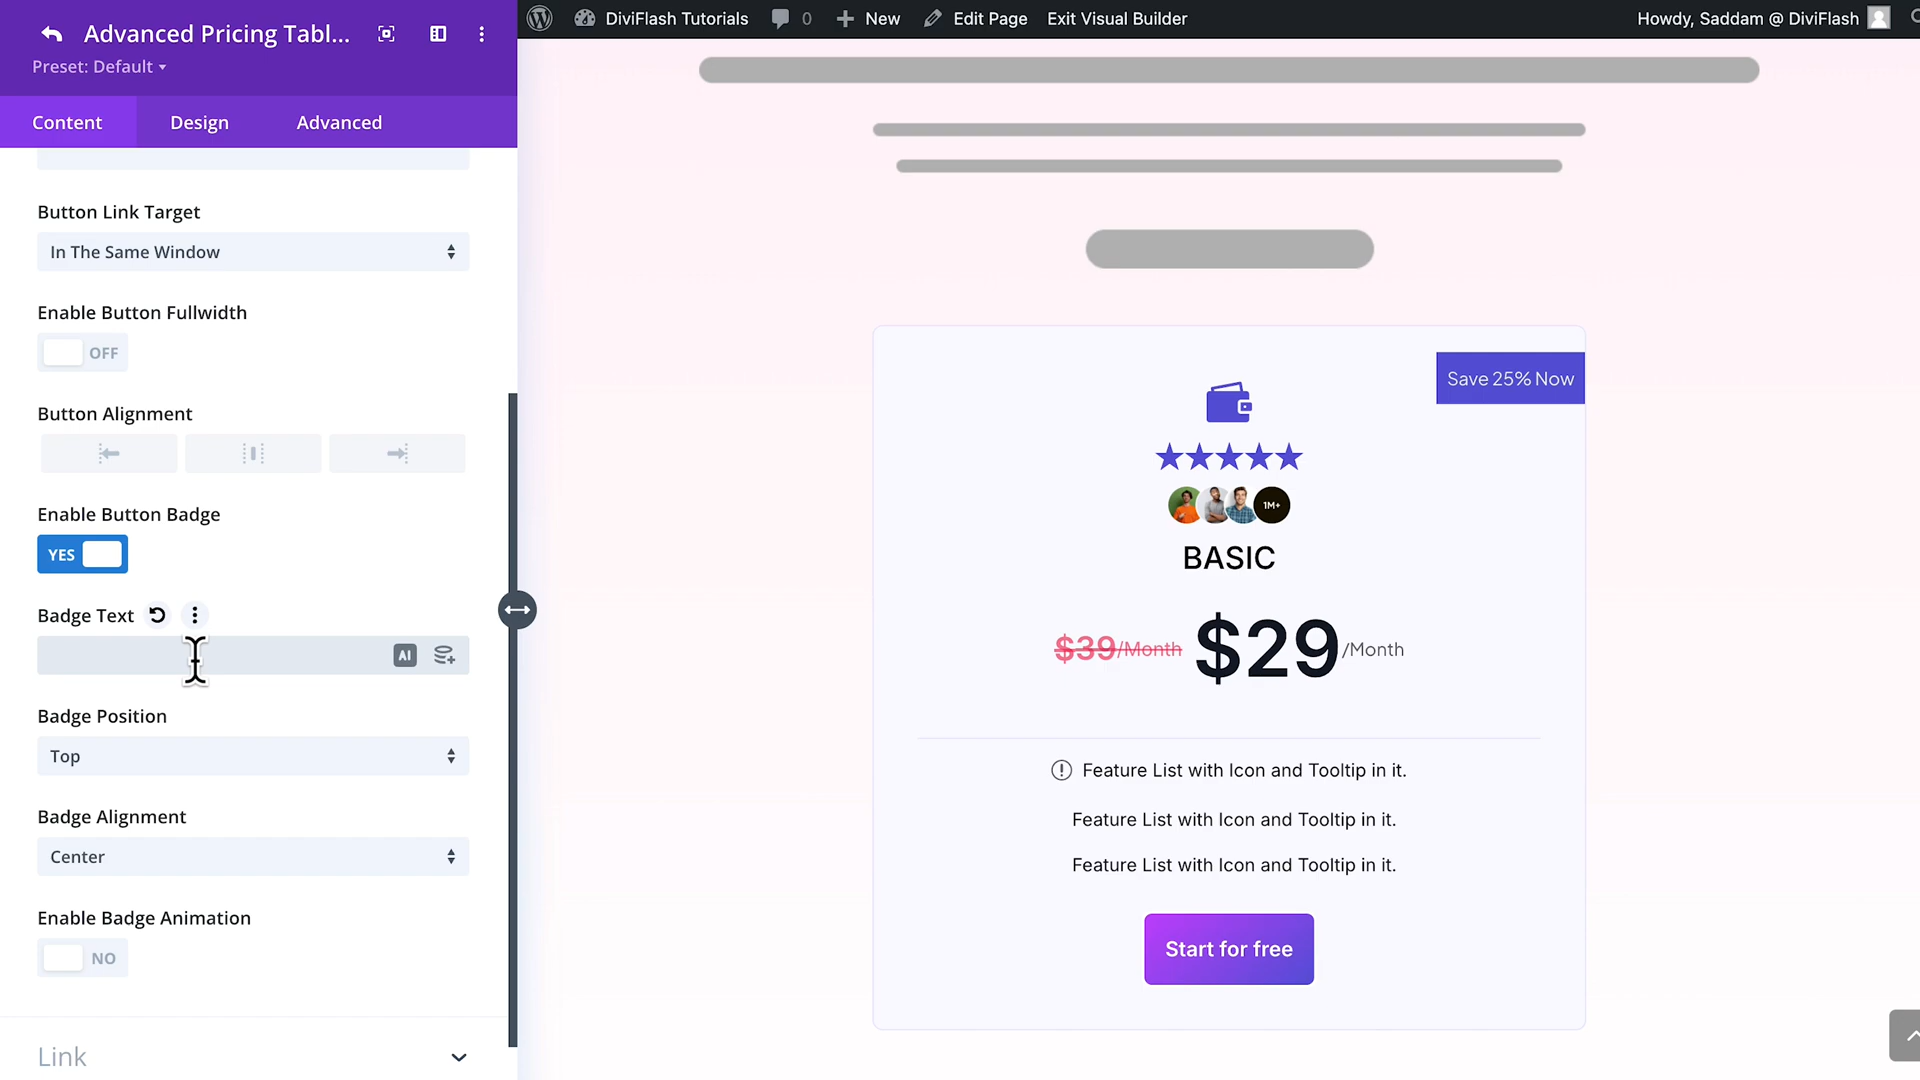 Advanced Pricing Tabl...
Preset: Default
Content
Design
Advanced
Button Link Target
In The Same Window
Enable Button Fullwidth
OFF
Button Alignment
Enable Button Badge
YES
Badge Text
AI
Badge Position
Top
Badge Alignment
Center
Enable Badge Animation
NO
Link
DiviFlash Tutorials
0
New
Edit Page
Exit Visual Builder
Howdy, Saddam @ DiviFlash
Save 25% Now
1M+
BASIC
$39/Month $29/Month
Feature List with Icon and Tooltip in it.
Feature List with Icon and Tooltip in it.
Feature List with Icon and Tooltip in it.
Start for free